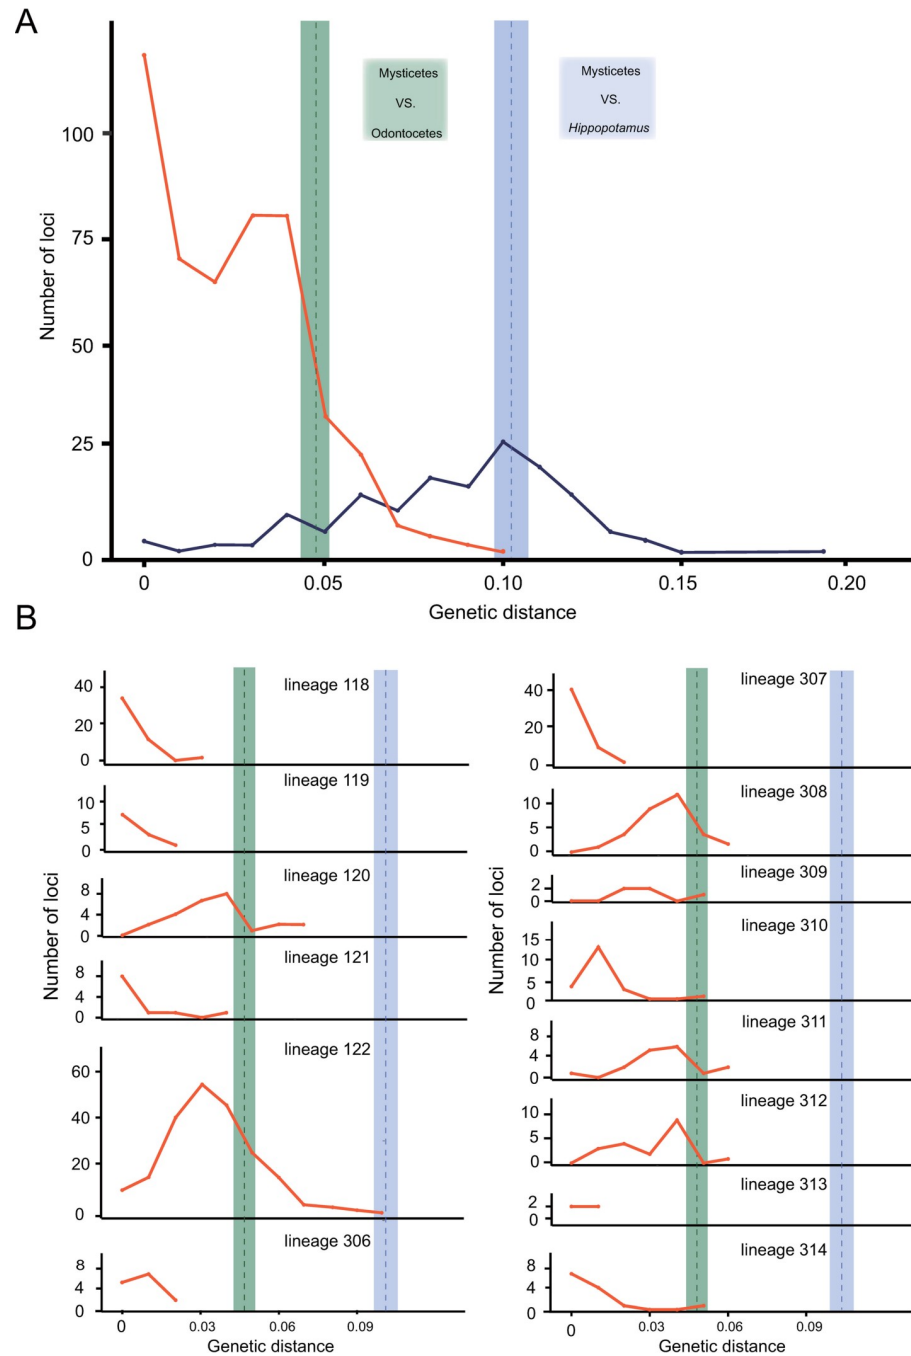 A
Number of loci
100
75
50
25
0
Mysticetes
VS.
Odontocetes
Mysticetes
VS.
Hippopotamus
0 0.05 0.10 0.15 0.20
Genetic distance
B
Number of loci
lineage 118
40
20
0
lineage 119
10
5
0
lineage 120
8
4
0
lineage 121
8
4
0
lineage 122
60
40
20
0
lineage 306
8
4
0
0 0.03 0.06 0.09
Genetic distance
Number of loci
lineage 307
40
20
0
lineage 308
10
5
0
lineage 309
2
0
lineage 310
15
10
5
0
lineage 311
8
4
0
lineage 312
10
5
0
lineage 313
2
0
lineage 314
8
4
0
0 0.03 0.06 0.09
Genetic distance